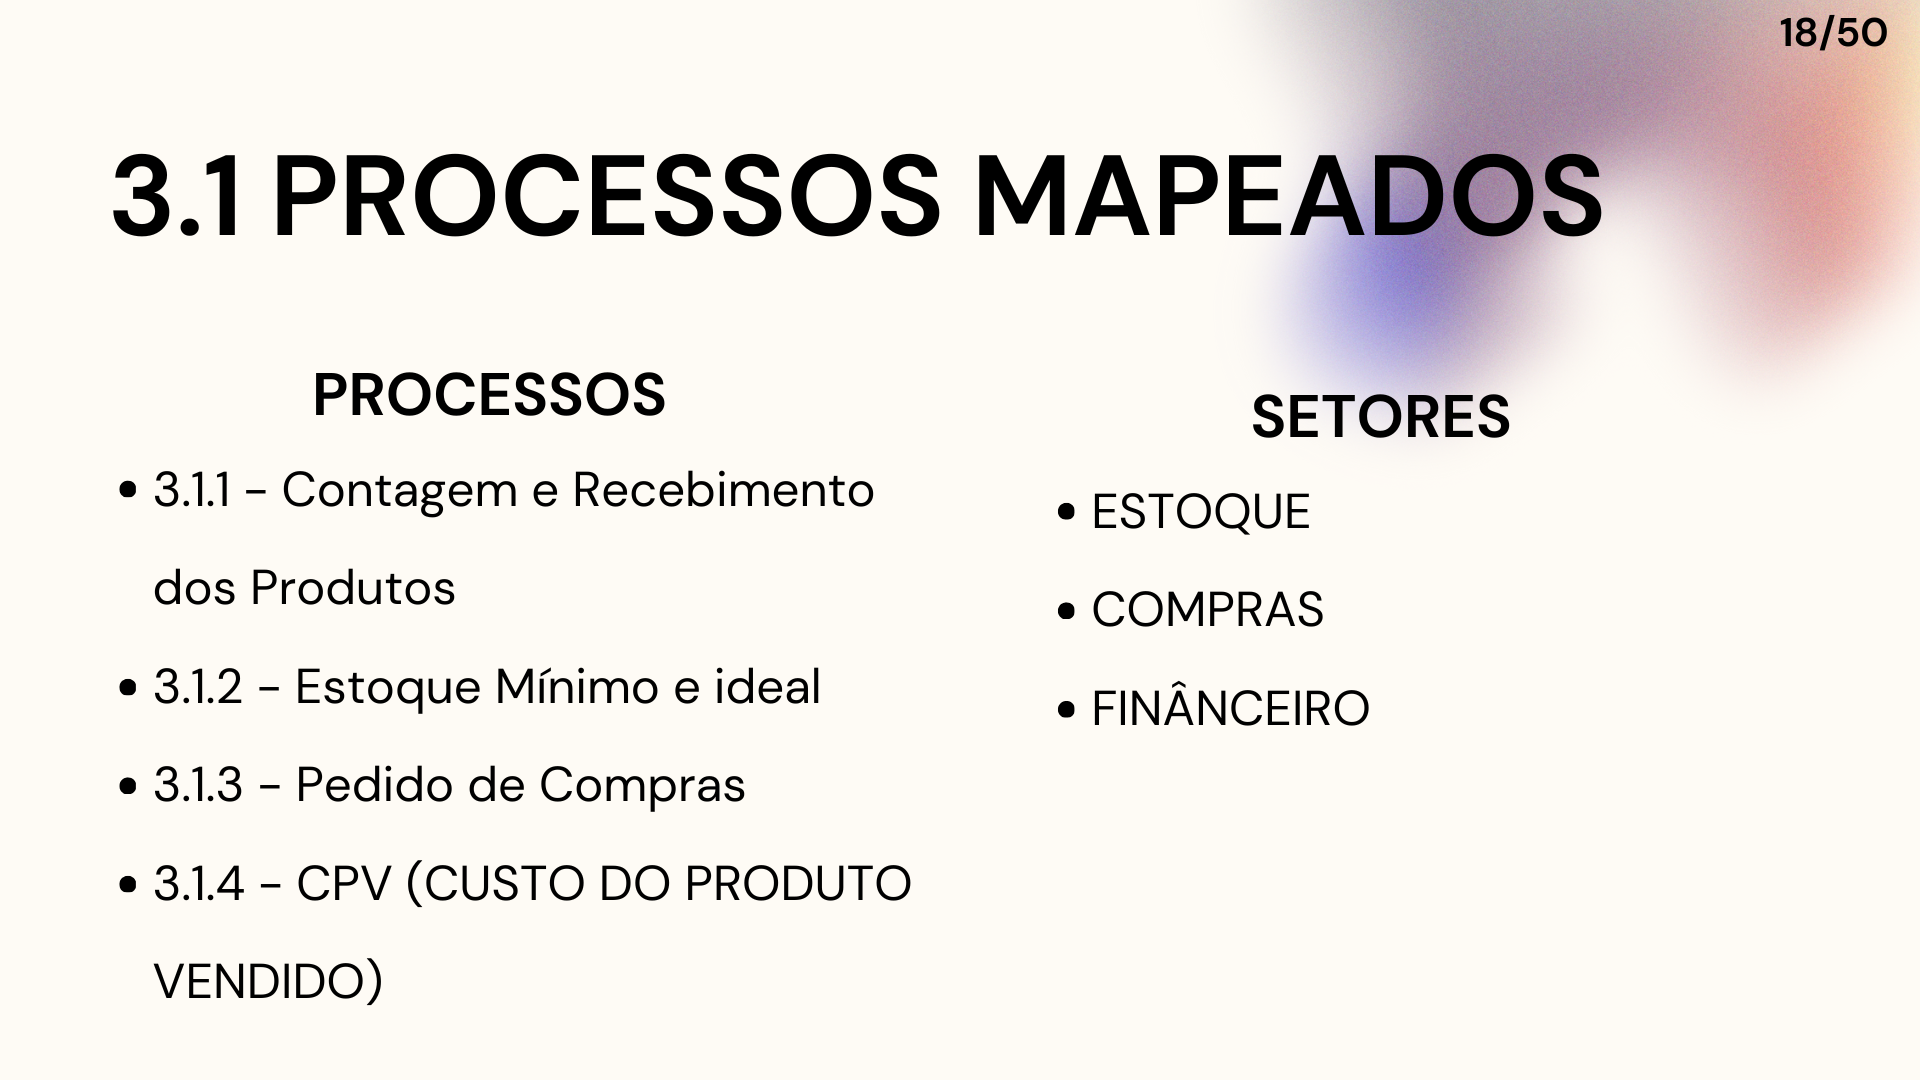 18/50
3.1 PROCESSOS MAPEADOS
PROCESSOS
• 3.1.1 - Contagem e Recebimento
dos Produtos
• 3.1.2 - Estoque Mínimo e ideal
• 3.1.3 - Pedido de Compras
• 3.1.4 - CPV (CUSTO DO PRODUTO
VENDIDO)
SETORES
• ESTOQUE
• COMPRAS
• FINÂNCEIRO